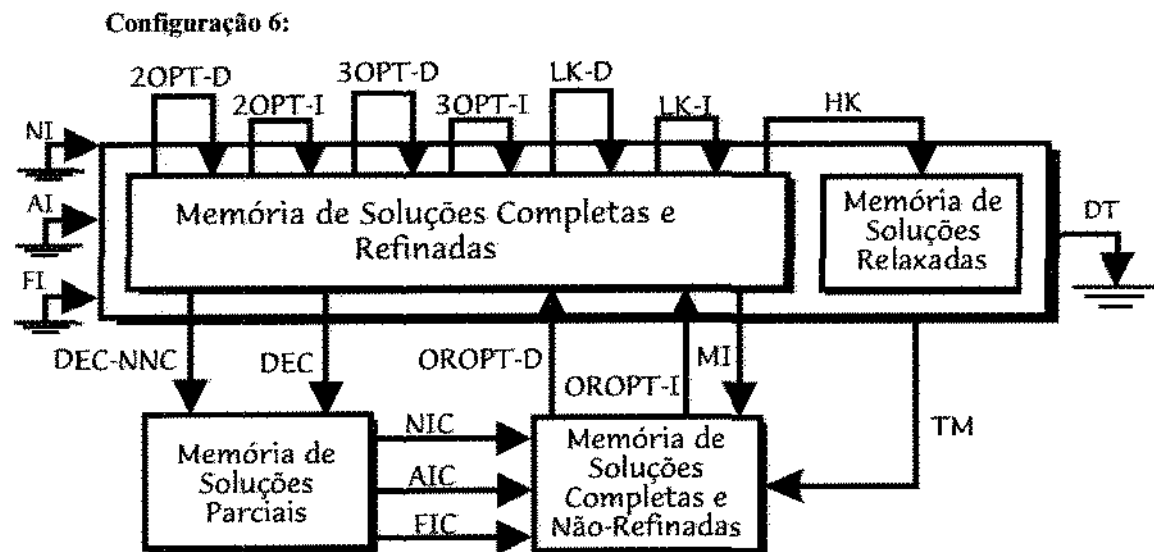 Configuração 6:
2OPT-D
2OPT-I
3OPT-D
3OPT-I
LK-D
LK-I
HK
NI
AI
FI
Memória de Soluções Completas e
Refinadas
Memória de
Soluções
Relaxadas
DT
DEC-NNC
DEC
OROPT-D
OROPT-I
MI
TM
Memória de
Soluções
Parciais
NIC
AIC
FIC
Memória de
Soluções
Completas e
Não-Refinadas